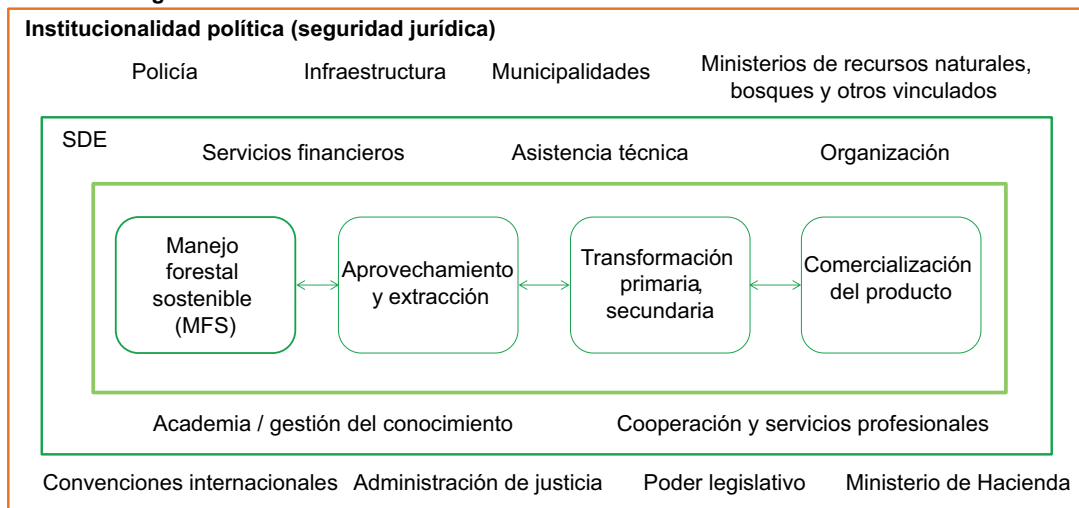 Institucionalidad política (seguridad jurídica)
Policía
Infraestructura
Municipalidades
Ministerios de recursos naturales,
bosques y otros vinculados
SDE
Servicios financieros
Asistencia técnica
Organización
Manejo
forestal
sostenible
(MFS)
Aprovechamiento
y extracción
Transformación
primaria,
secundaria
Comercialización
del producto
Academia / gestión del conocimiento
Cooperación y servicios profesionales
Convenciones internacionales
Administración de justicia
Poder legislativo
Ministerio de Hacienda